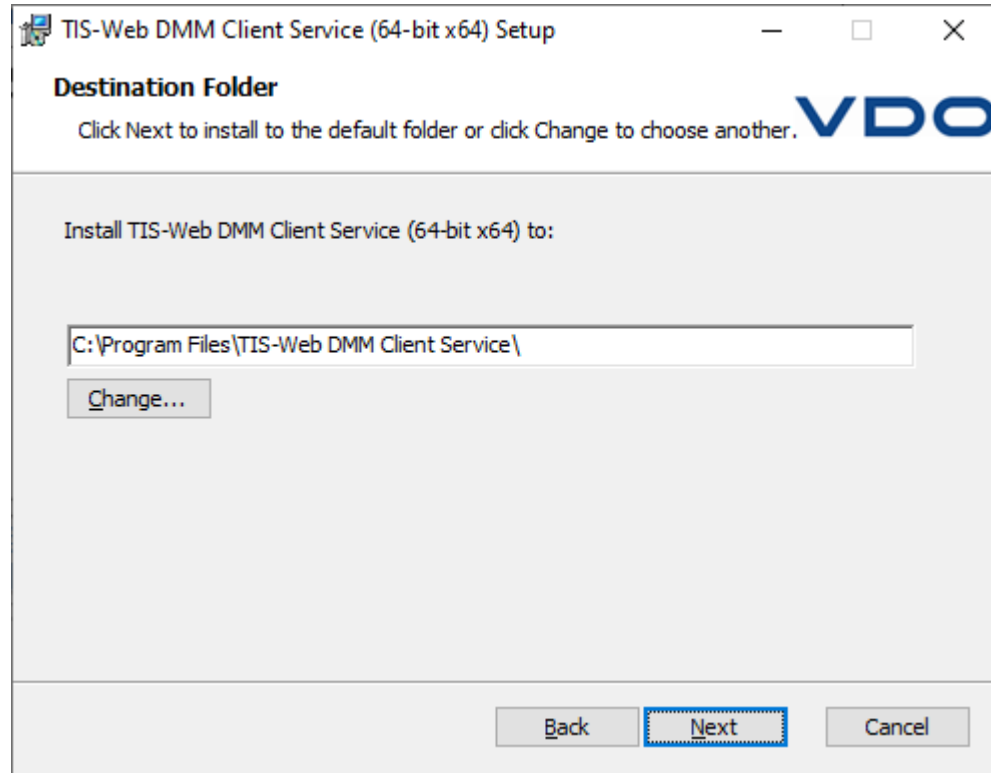 TIS-Web DMM Client Service (64-bit x64) Setup
Destination Folder
Click Next to install to the default folder or click Change to choose another.
VDO
Install TIS-Web DMM Client Service (64-bit x64) to:
C:\Program Files\TIS-Web DMM Client Service\
Change...
Back Next Cancel